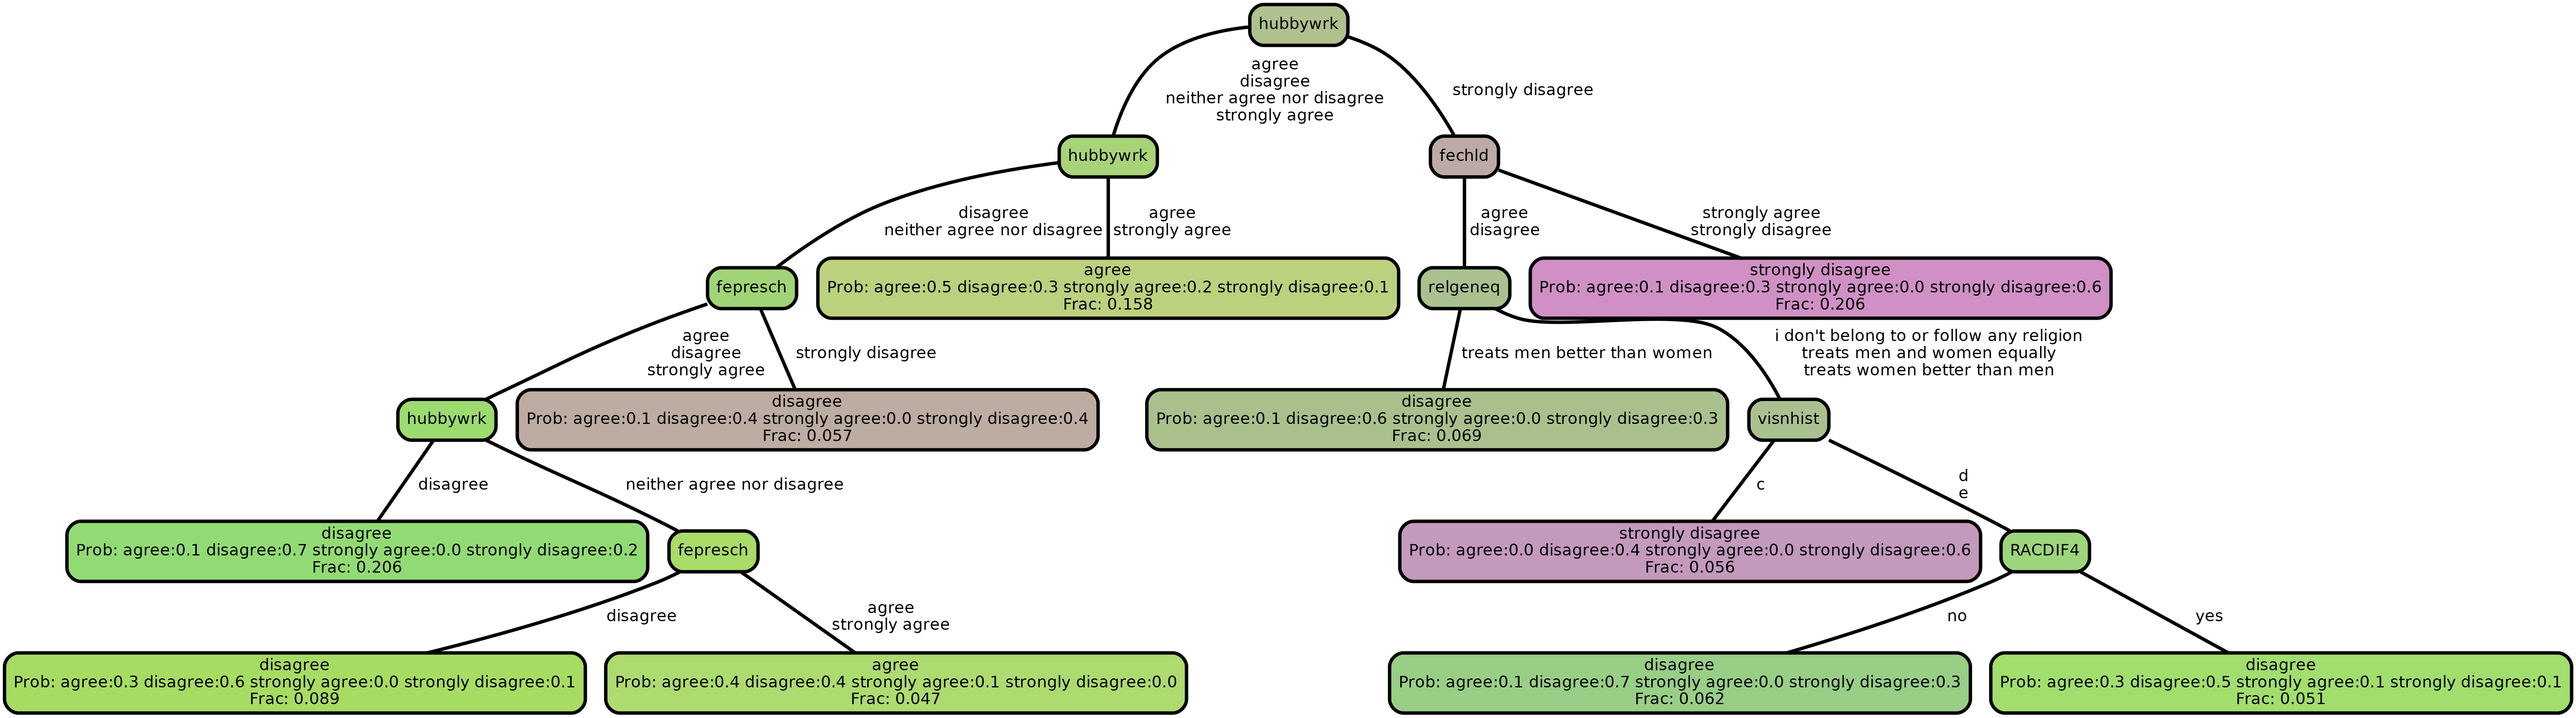 hubbywrk
agree
disagree
neither agree nor disagree
strongly agree
strongly disagree
hubbywrk
fechld
disagree
neither agree nor disagree
agree
strongly agree
agree
disagree
strongly agree
strongly disagree
fepresch
agree
Prob: agree:0.5 disagree:0.3 strongly agree:0.2 strongly disagree:0.1
Frac: 0.158
relgeneq
strongly disagree
Prob: agree:0.1 disagree:0.3 strongly agree:0.0 strongly disagree:0.6
Frac: 0.206
agree
disagree
strongly agree
strongly disagree
treats men better than women
i don't belong to or follow any religion
treats men and women equally
treats women better than men
hubbywrk
disagree
Prob: agree:0.1 disagree:0.4 strongly agree:0.0 strongly disagree:0.4
Frac: 0.057
disagree
Prob: agree:0.1 disagree:0.6 strongly agree:0.0 strongly disagree:0.3
Frac: 0.069
visnhist
disagree
neither agree nor disagree
c
d
e
disagree
Prob: agree:0.1 disagree:0.7 strongly agree:0.0 strongly disagree:0.2
Frac: 0.206
fepresch
strongly disagree
Prob: agree:0.0 disagree:0.4 strongly agree:0.0 strongly disagree:0.6
Frac: 0.056
RACDIF4
disagree
agree
strongly agree
no
yes
disagree
Prob: agree:0.3 disagree:0.6 strongly agree:0.0 strongly disagree:0.1
Frac: 0.089
agree
Prob: agree:0.4 disagree:0.4 strongly agree:0.1 strongly disagree:0.0
Frac: 0.047
disagree
Prob: agree:0.1 disagree:0.7 strongly agree:0.0 strongly disagree:0.3
Frac: 0.062
disagree
Prob: agree:0.3 disagree:0.5 strongly agree:0.1 strongly disagree:0.1
Frac: 0.051